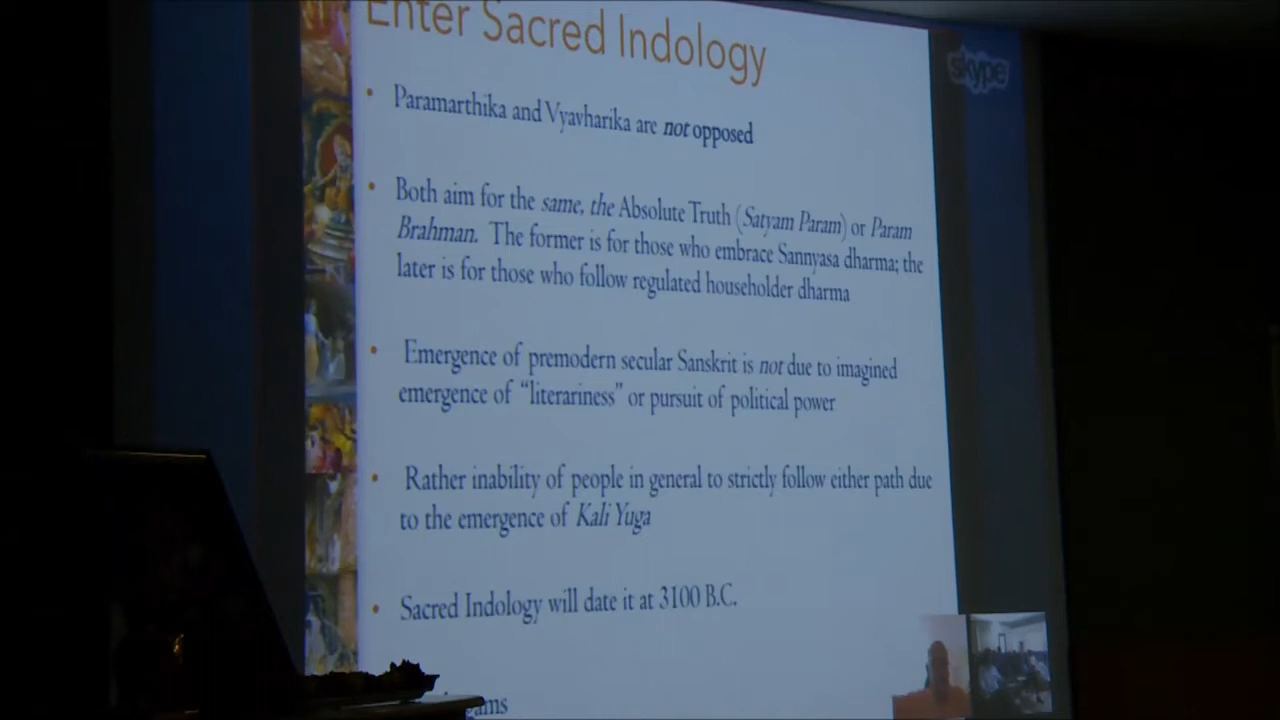 Enter Sacred Indology
skype
• Paramarthika and Vyavharika are not opposed
• Both aim for the same, the Absolute Truth (Satyam Param) or Param
Brahman. The former is for those who embrace Sannyasa dharma; the
later is for those who follow regulated householder dharma
• Emergence of premodern secular Sanskrit is not due to imagined
emergence of “literariness” or pursuit of political power
• Rather inability of people in general to strictly follow either path due
to the emergence of Kali Yuga
• Sacred Indology will date it at 3100 B.C.